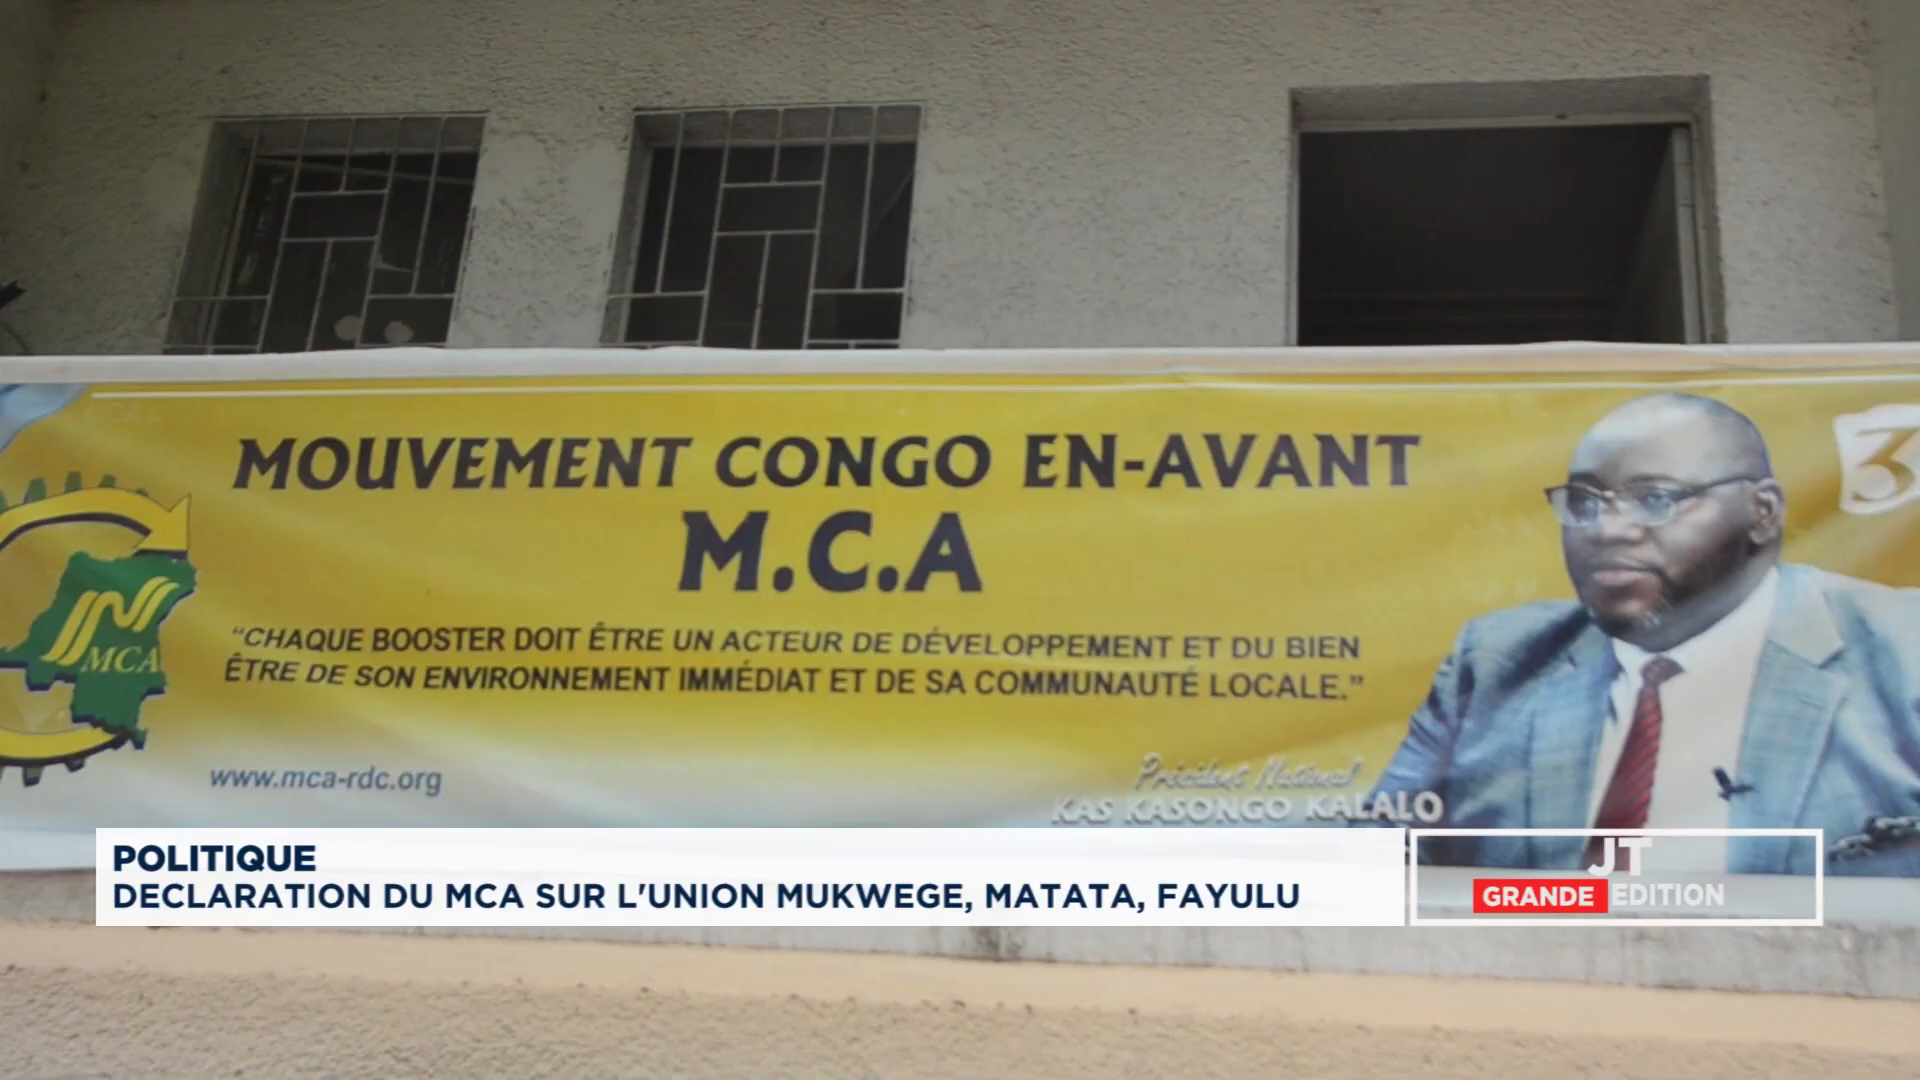 MOUVEMENT CONGO EN-AVANT
M.C.A
3
MCA
"CHAQUE BOOSTER DOIT ÊTRE UN ACTEUR DE DÉVELOPPEMENT ET DU BIEN
ÊTRE DE SON ENVIRONNEMENT IMMÉDIAT ET DE SA COMMUNAUTÉ LOCALE."
www.mca-rdc.org
Président National
KAS KASONGO KALALO
POLITIQUE
DECLARATION DU MCA SUR L'UNION MUKWEGE, MATATA, FAYULU
JT
GRANDE EDITION